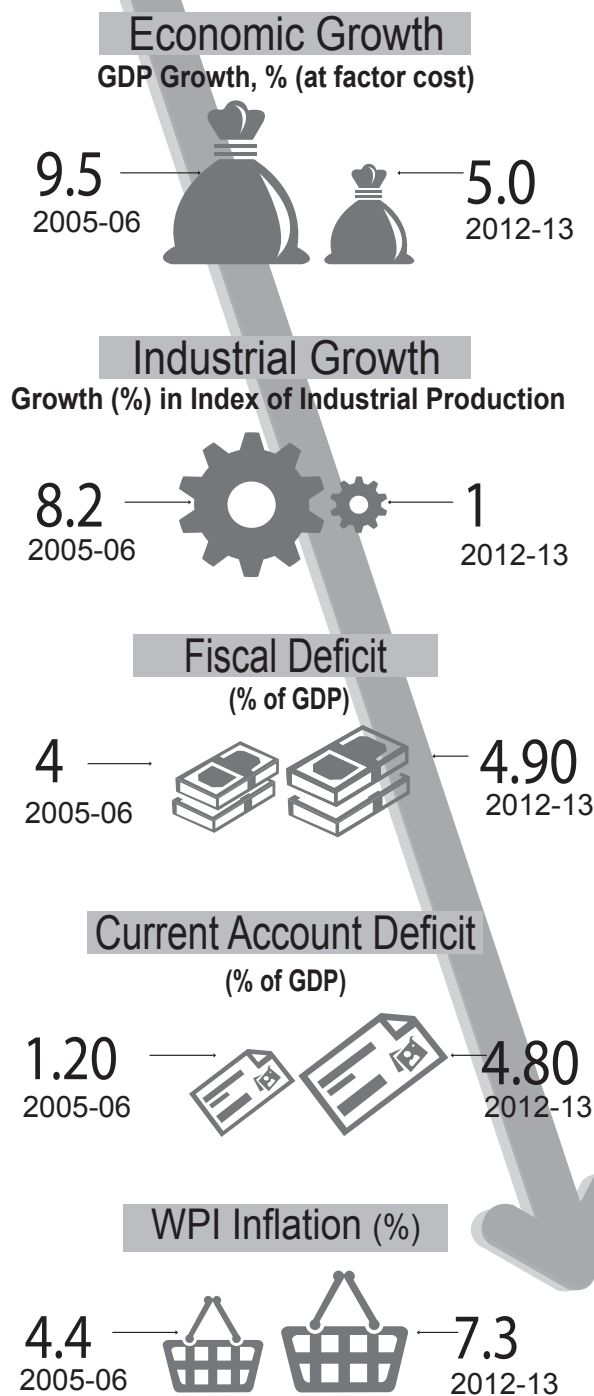 Economic Growth
GDP Growth, % (at factor cost)
9.5
2005-06
5.0
2012-13
Industrial Growth
Growth (%) in Index of Industrial Production
8.2
2005-06
1
2012-13
Fiscal Deficit
(% of GDP)
4
2005-06
4.90
2012-13
Current Account Deficit
(% of GDP)
1.20
2005-06
4.80
2012-13
WPI Inflation (%)
4.4
2005-06
7.3
2012-13